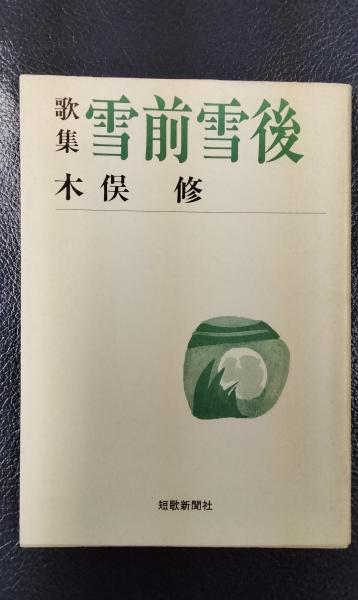 歌集 雪前雪後
木俣 修
短歌新聞社